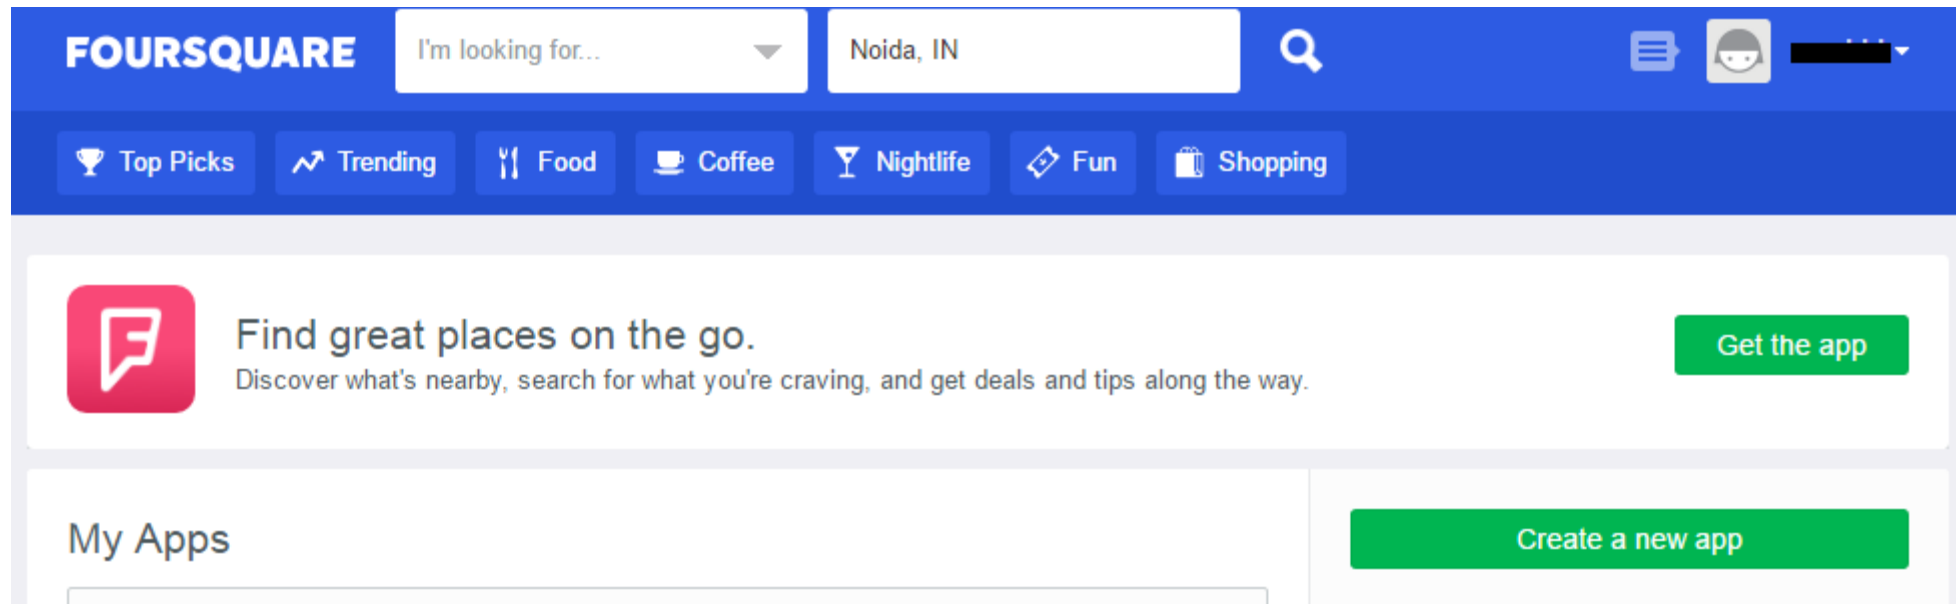 FOURSQUARE I'm looking for... Noida, IN
Top Picks Trending Food Coffee Nightlife Fun Shopping
Find great places on the go.
Get the app
Discover what's nearby, search for what you're craving, and get deals and tips along the way.
My Apps
Create a new app